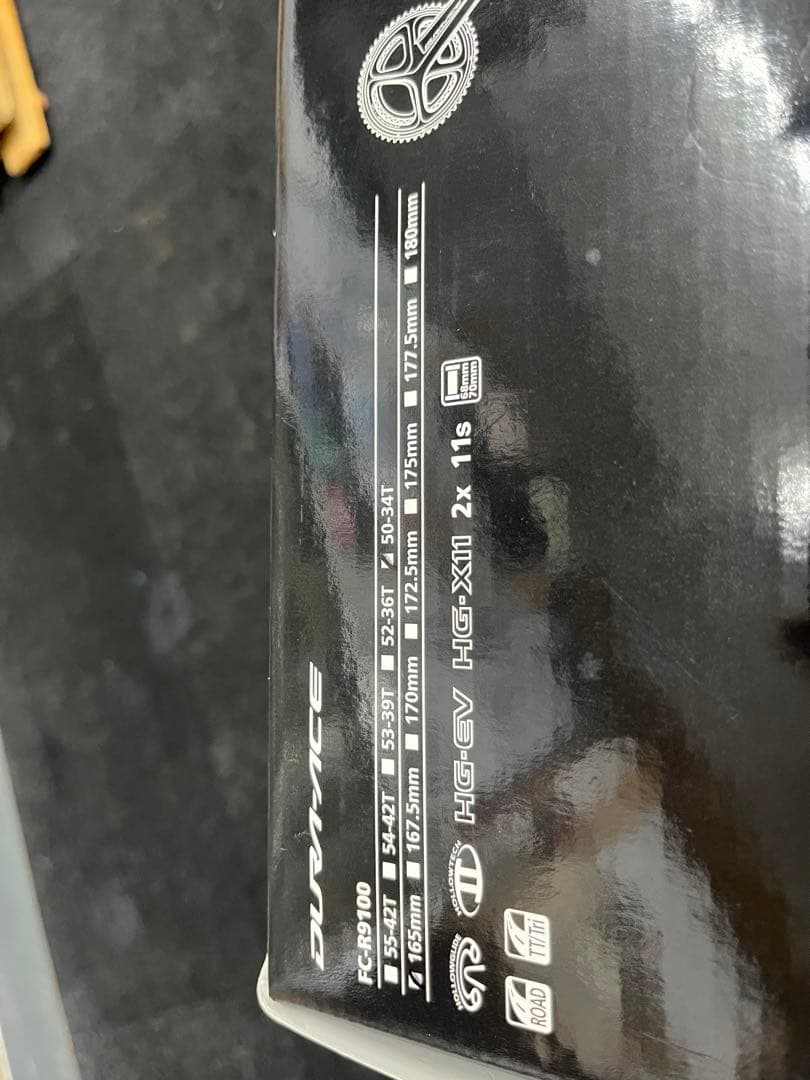 DURA-ACE
FC-R9100
55-42T 54-42T 53-39T 52-36T 50-34T
165mm 167.5mm 170mm 172.5mm 175mm 177.5mm 180mm
HOLLOWGLIDE HOLLOWTECH II HG-EV HG-X11 2x 11s 68mm 70mm
ROAD TT/Tri